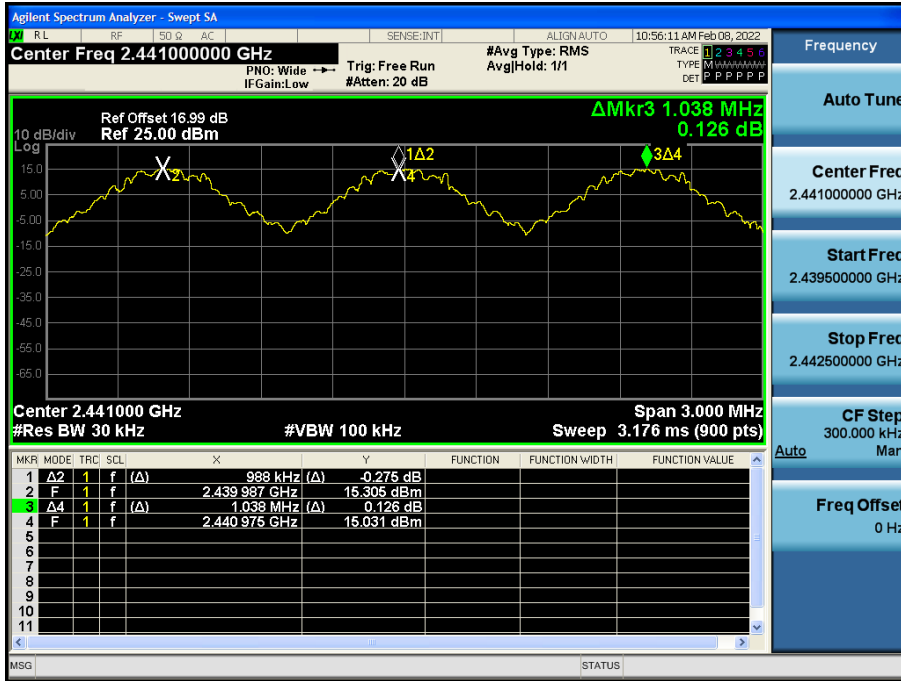 Agilent Spectrum Analyzer - Swept SA
LXI RL RF 50 Ω AC SENSE:INT ALIGNAUTO 10:56:11 AM Feb 08, 2022
Center Freq 2.441000000 GHz #Avg Type: RMS TRACE 1 2 3 4 5 6
PNO: Wide Trig: Free Run Avg|Hold: 1/1 TYPE M WWWWW
IFGain:Low #Atten: 20 dB DET P P P P P P
ΔMkr3 1.038 MHz
0.126 dB
Ref Offset 16.99 dB
10 dB/div Ref 25.00 dBm
Log
1Δ2 3Δ4
15.0 2 4
5.00
-5.00
-15.0
-25.0
-35.0
-45.0
-55.0
-65.0
Center 2.441000 GHz Span 3.000 MHz
#Res BW 30 kHz #VBW 100 kHz Sweep 3.176 ms (900 pts)
MKR MODE TRC SCL X Y FUNCTION FUNCTION WIDTH FUNCTION VALUE
1 Δ2 1 f (Δ) 988 kHz (Δ) -0.275 dB
2 F 1 f 2.439 987 GHz 15.305 dBm
3 Δ4 1 f (Δ) 1.038 MHz (Δ) 0.126 dB
4 F 1 f 2.440 975 GHz 15.031 dBm
5
6
7
8
9
10
11
MSG STATUS
Frequency
Auto Tune
Center Freq
2.441000000 GHz
Start Freq
2.439500000 GHz
Stop Freq
2.442500000 GHz
CF Step
300.000 kHz
Auto Man
Freq Offset
0 Hz